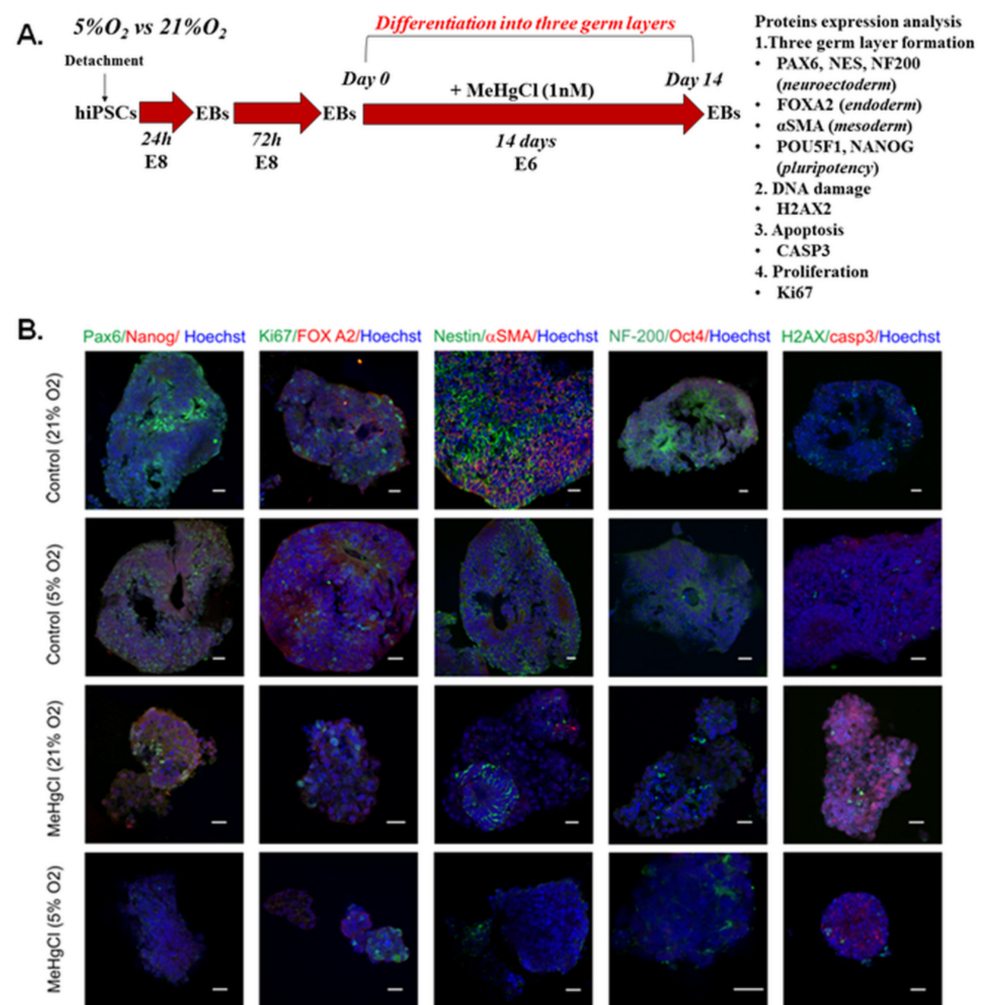 A.
5%O₂ vs 21%O₂
Differentiation into three germ layers
Detachment
Day 0
Day 14
hiPSCs
EBs
EBs
+ MeHgCl (1nM)
EBs
24h
72h
14 days
E8
E8
E6
Proteins expression analysis
1.Three germ layer formation
• PAX6, NES, NF200
(neuroectoderm)
• FOXA2 (endoderm)
• αSMA (mesoderm)
• POU5F1, NANOG
(pluripotency)
2. DNA damage
• H2AX2
3. Apoptosis
• CASP3
4. Proliferation
• Ki67
B.
Pax6/Nanog/ Hoechst
Ki67/FOX A2/Hoechst
Nestin/αSMA/Hoechst
NF-200/Oct4/Hoechst
H2AX/casp3/Hoechst
Control (21% O2)
Control (5% O2)
MeHgCl (21% O2)
MeHgCl (5% O2)